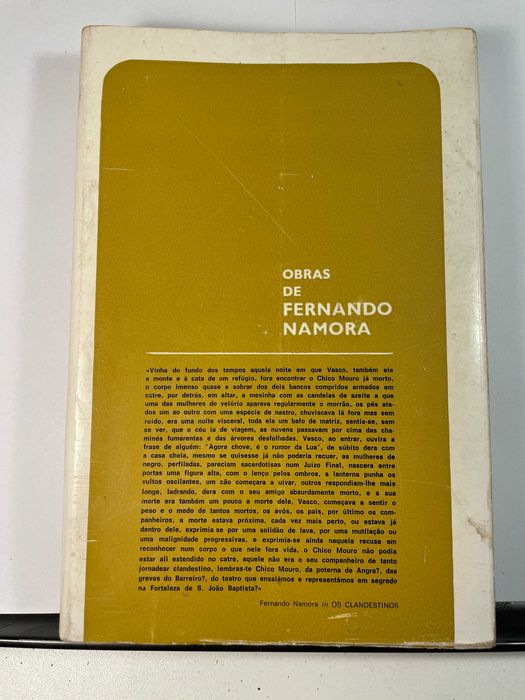 OBRAS
DE
FERNANDO
NAMORA
«Vinha do fundo dos tempos aquela noite em que Vasco, também ele
a monte e à cata de um refúgio, fora encontrar o Chico Mouro já morto,
o corpo imenso quase a sobrar dos dois bancos compridos armados em
catre, por detrás, em altar, a mesinha com as candeias de azeite a que
uma das mulheres do velório aparava regularmente o morrão, os pés ata-
dos um ao outro com uma espécie de nastro, chuviscava lá fora mas sem
ruído, era uma noite visceral, toda ela um bafo de matriz, sentia-se, sem
se ver, que o céu ia de viagem, as nuvens passavam por cima das cha-
minés fumarentas e das árvores desfolhadas. Vasco, ao entrar, ouvira a
frase de alguém: "Agora chove, é o rumor da Lua", de súbito dera com
a casa cheia, mesmo se quisesse já não poderia recuar, as mulheres de
negro, perfiladas, pareciam sacerdotisas num Juízo Final, nascera entre
portas uma figura alta, com o lenço pelos ombros, a lanterna punha os
vultos oscilantes, um cão começara a uivar, outros respondiam-lhe mais
longe, ladrando, dera com o seu amigo absurdamente morto, e a sua
morte era também um pouco a morte dele, Vasco, começava a sentir o
peso e o medo de tantos mortos, os avós, os pais, por último os com-
panheiros, a morte estava próxima, cada vez mais perto, ou estava já
dentro dele, exprimia-se por uma solidão de lava, por uma mutilação ou
uma malignidade progressivas, e exprimia-se ainda naquela recusa em
reconhecer num corpo o que nele fora vida, o Chico Mouro não podia
estar ali estendido no catre, aquele não era o seu companheiro de tanto
jornadear clandestino, lembras-te Chico Mouro, da poterna de Angra?, das
greves do Barreiro?, do teatro que ensaiámos e representámos em segredo
na Fortaleza de S. João Baptista?»
Fernando Namora in OS CLANDESTINOS